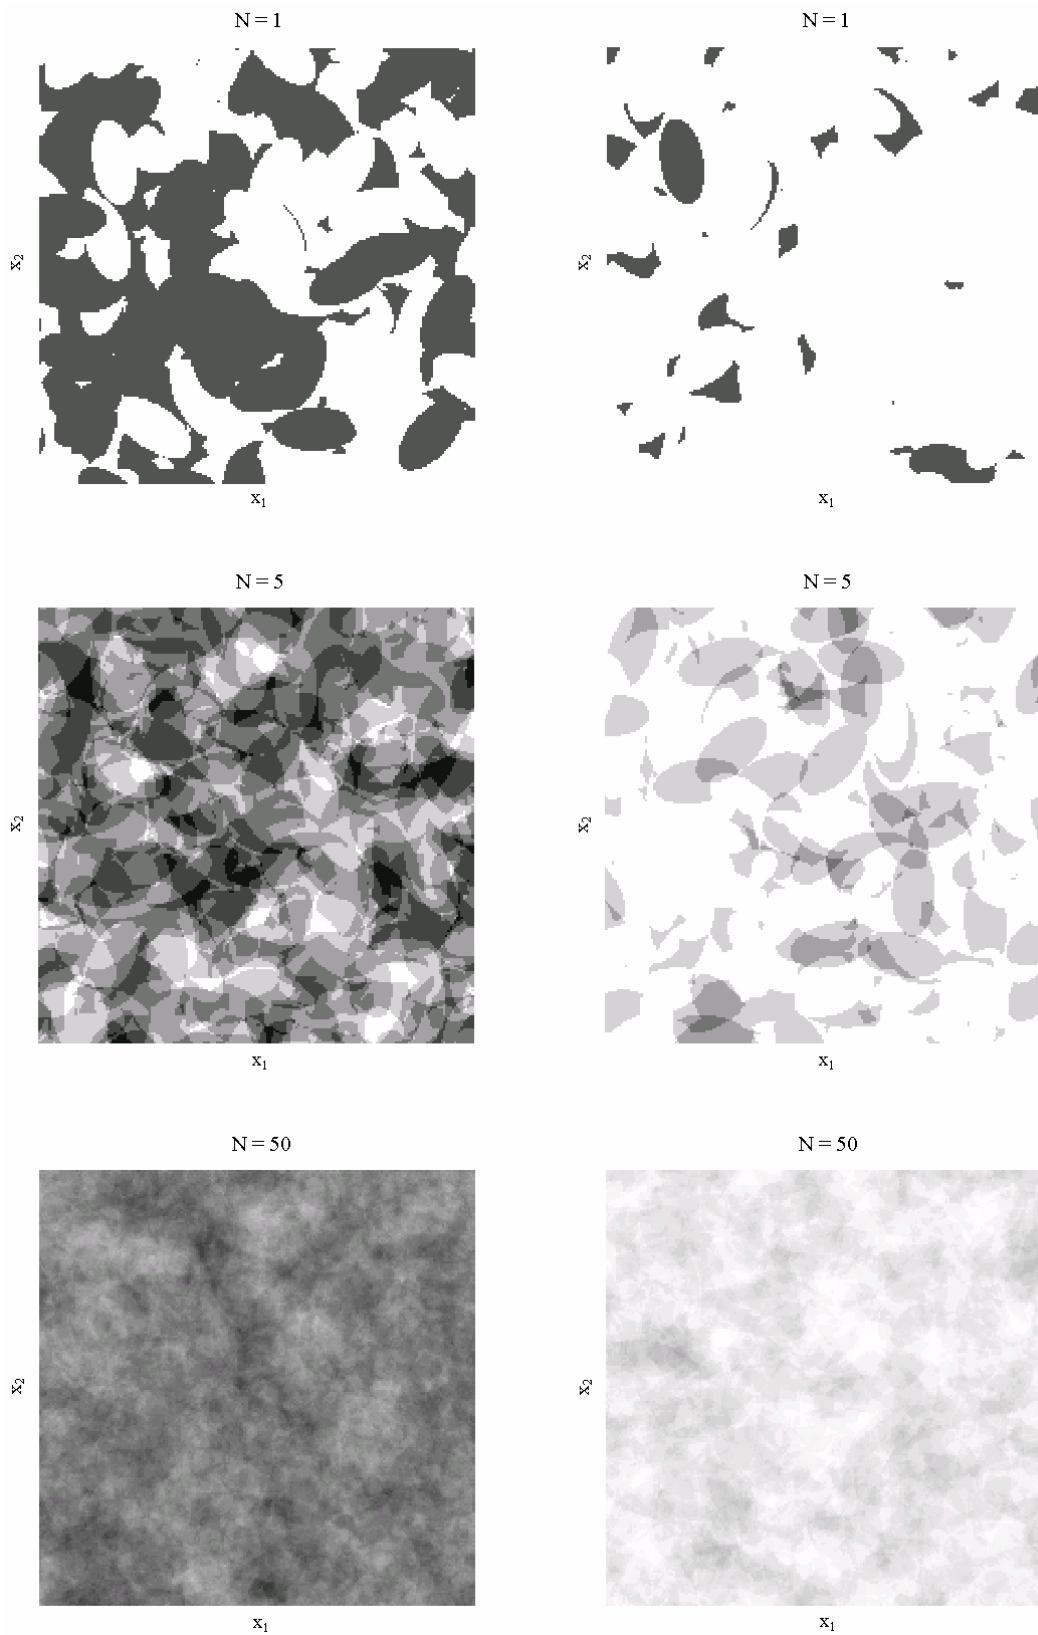 N = 1
N = 1
x₂
x₂
x₁
x₁
N = 5
N = 5
x₂
x₂
x₁
x₁
N = 50
N = 50
x₂
x₂
x₁
x₁